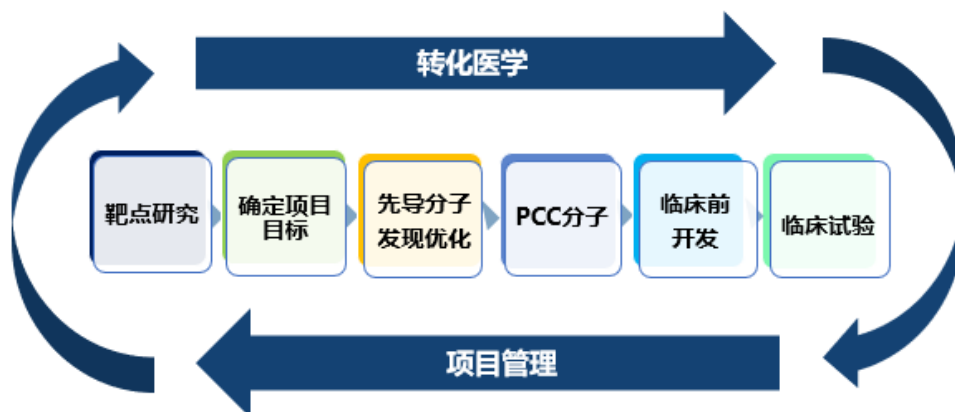 转化医学
靶点研究
确定项目
目标
先导分子
发现优化
PCC分子
临床前
开发
临床试验
项目管理